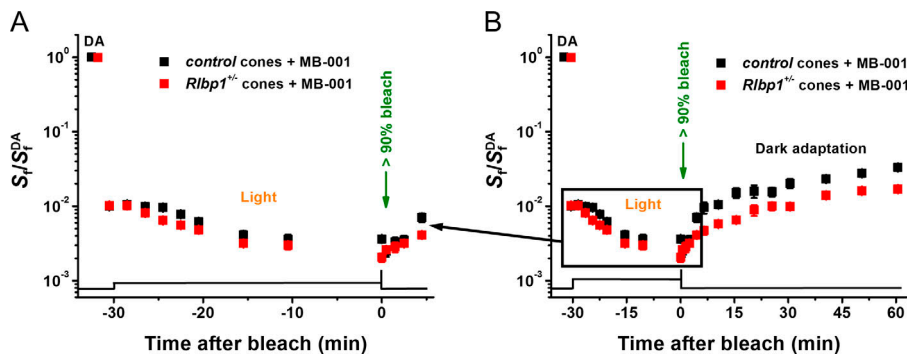 A
DA
control cones + MB-001
Rlbp1+/- cones + MB-001
> 90% bleach
Light
Sf/SfDA
10^0
10^-1
10^-2
10^-3
-30
-20
-10
0
5
Time after bleach (min)
B
DA
control cones + MB-001
Rlbp1+/- cones + MB-001
> 90% bleach
Dark adaptation
Light
Sf/SfDA
10^0
10^-1
10^-2
10^-3
-30
-15
0
15
30
45
60
Time after bleach (min)